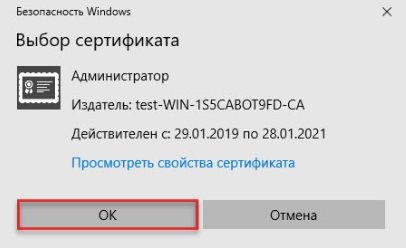 Безопасность Windows
Выбор сертификата
Администратор
Издатель: test-WIN-1S5CABOT9FD-CA
Действителен с: 29.01.2019 по 28.01.2021
Просмотреть свойства сертификата
ОК
Отмена